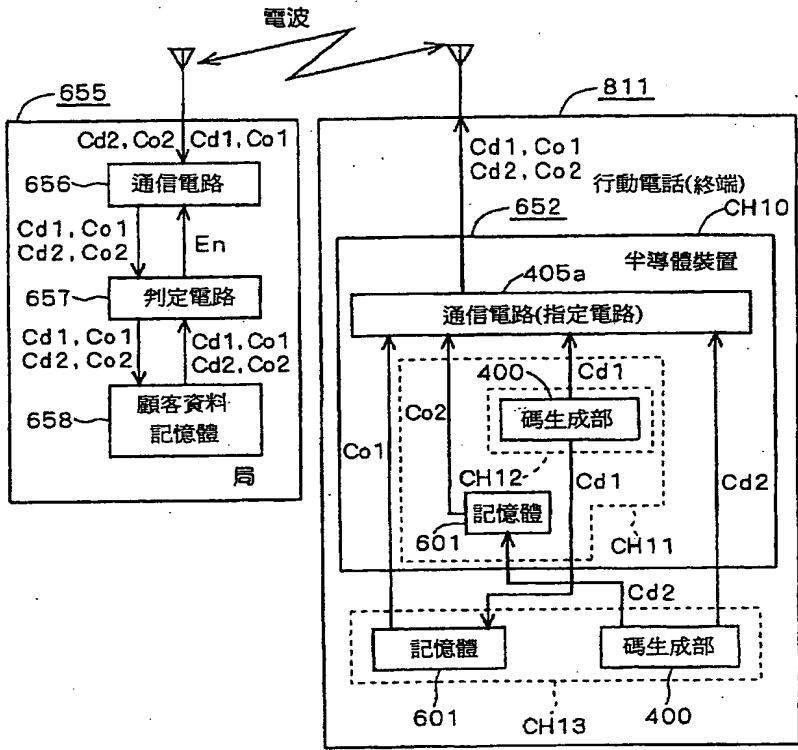 電波
655
Cd2, Co2
Cd1, Co1
656
通信電路
Cd1, Co1
Cd2, Co2
En
657
判定電路
Cd1, Co1
Cd2, Co2
Cd1, Co1
Cd2, Co2
658
顧客資料
記憶體
局
811
Cd1, Co1
Cd2, Co2
行動電話(終端)
652
CH10
半導體裝置
405a
通信電路(指定電路)
400
Cd1
Co2
碼生成部
Co1
CH12
Cd1
Cd2
記憶體
601
CH11
Cd2
記憶體
碼生成部
601
CH13
400